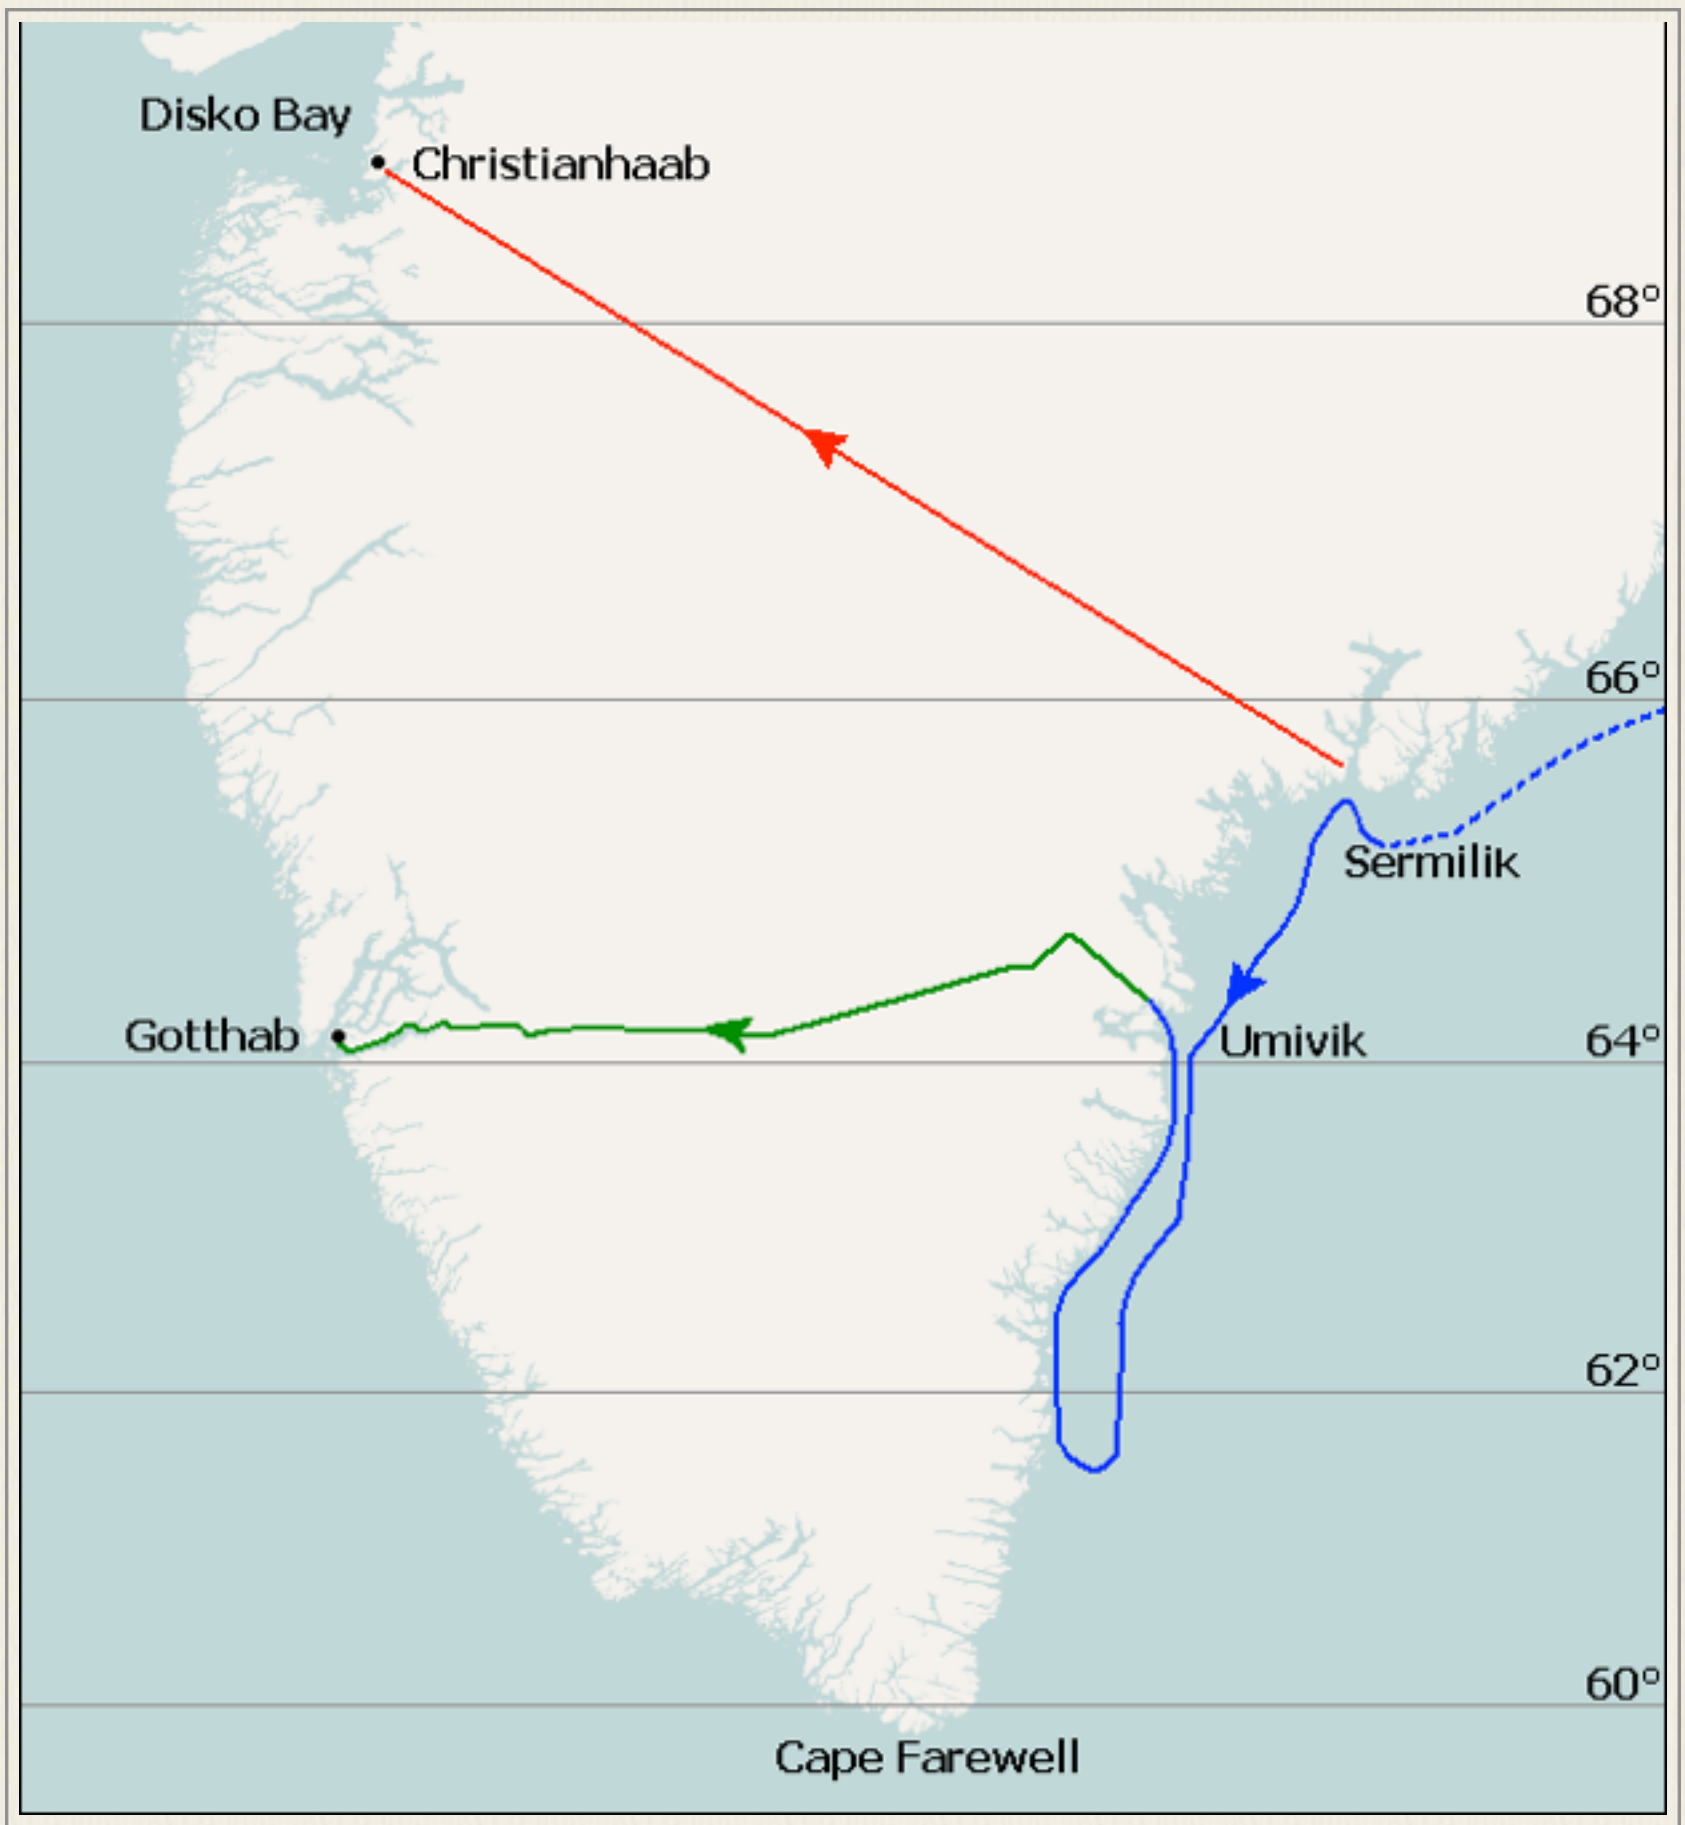 Disko Bay
Christianhaab
68°
66°
Sermilik
Gotthab
Umivik
64°
62°
60°
Cape Farewell